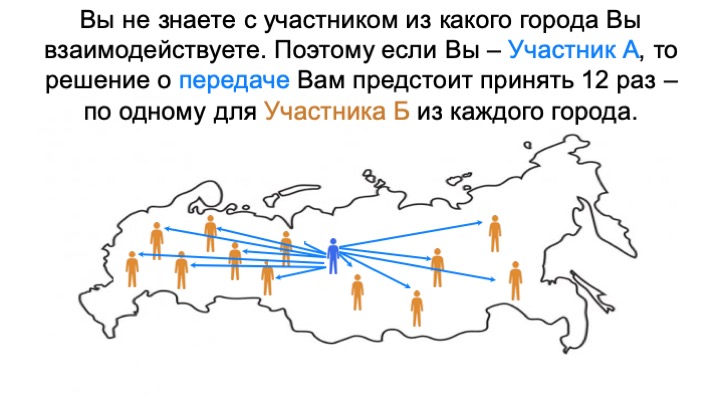 Вы не знаете с участником из какого города Вы
взаимодействуете. Поэтому если Вы – Участник А, то
решение о передаче Вам предстоит принять 12 раз –
по одному для Участника Б из каждого города.